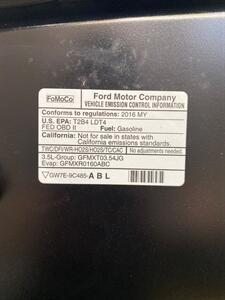 FoMoCo
Ford Motor Company
VEHICLE EMISSION CONTROL INFORMATION
Conforms to regulations: 2016 MY
U.S. EPA: T2B4 LDT4
FED OBD II Fuel: Gasoline
California: Not for sale in states with
California emissions standards.
TWC/DFI/WR-HO2S/HO2S/TC/CAC No adjustments needed.
3.5L-Group: GFMXT03.54JG
Evap: GFMXR0160ABC
GW7E-9C485-ABL